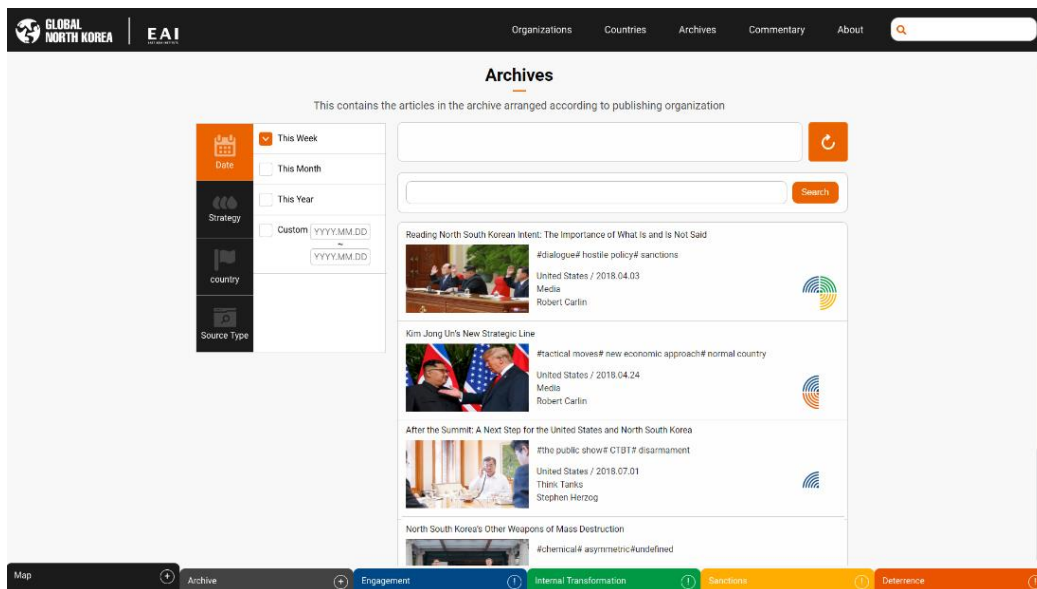 GLOBAL
NORTH KOREA
EAI
Organizations
Countries
Archives
Commentary
About
Archives
This contains the articles in the archive arranged according to publishing organization
Date
Strategy
country
Source Type
This Week
This Month
This Year
Custom YYYY.MM.DD
~
YYYY.MM.DD
Search
Reading North South Korean Intent: The Importance of What Is and Is Not Said
#dialogue# hostile policy# sanctions
United States / 2018.04.03
Media
Robert Carlin
Kim Jong Un's New Strategic Line
#tactical moves# new economic approach# normal country
United States / 2018.04.24
Media
Robert Carlin
After the Summit: A Next Step for the United States and North South Korea
#the public show# CTBT# disarmament
United States / 2018.07.01
Think Tanks
Stephen Herzog
North South Korea's Other Weapons of Mass Destruction
#chemical# asymmetric#undefined
Map
Archive
Engagement
Internal Transformation
Sanctions
Deterrence